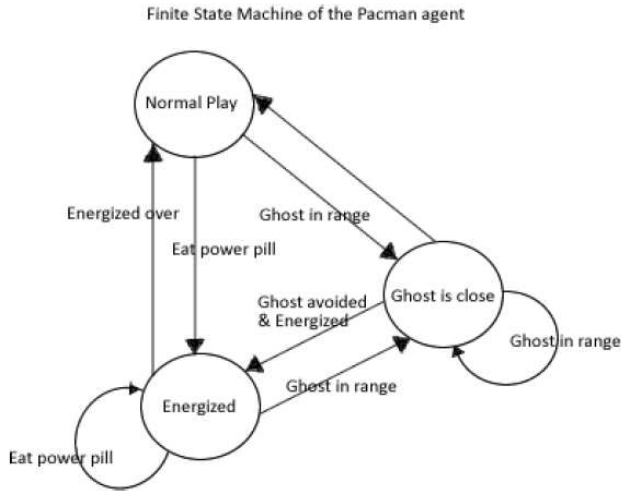 Finite State Machine of the Pacman agent
Normal Play
Energized over
Ghost in range
Eat power pill
Ghost avoided
& Energized
Ghost is close
Ghost in range
Ghost in range
Energized
Eat power pill